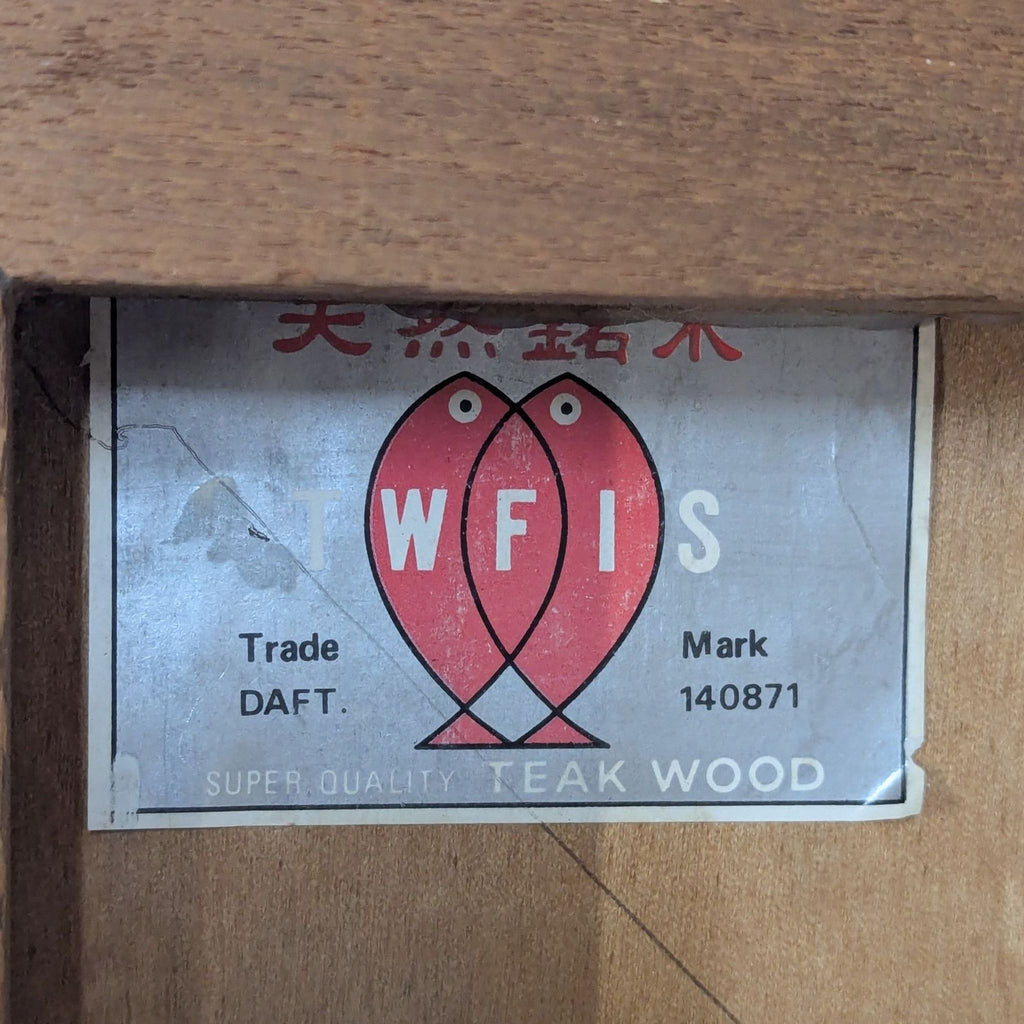 天然銘木
TWFIS
Trade Mark
DAFT. 140871
SUPER QUALITY TEAK WOOD